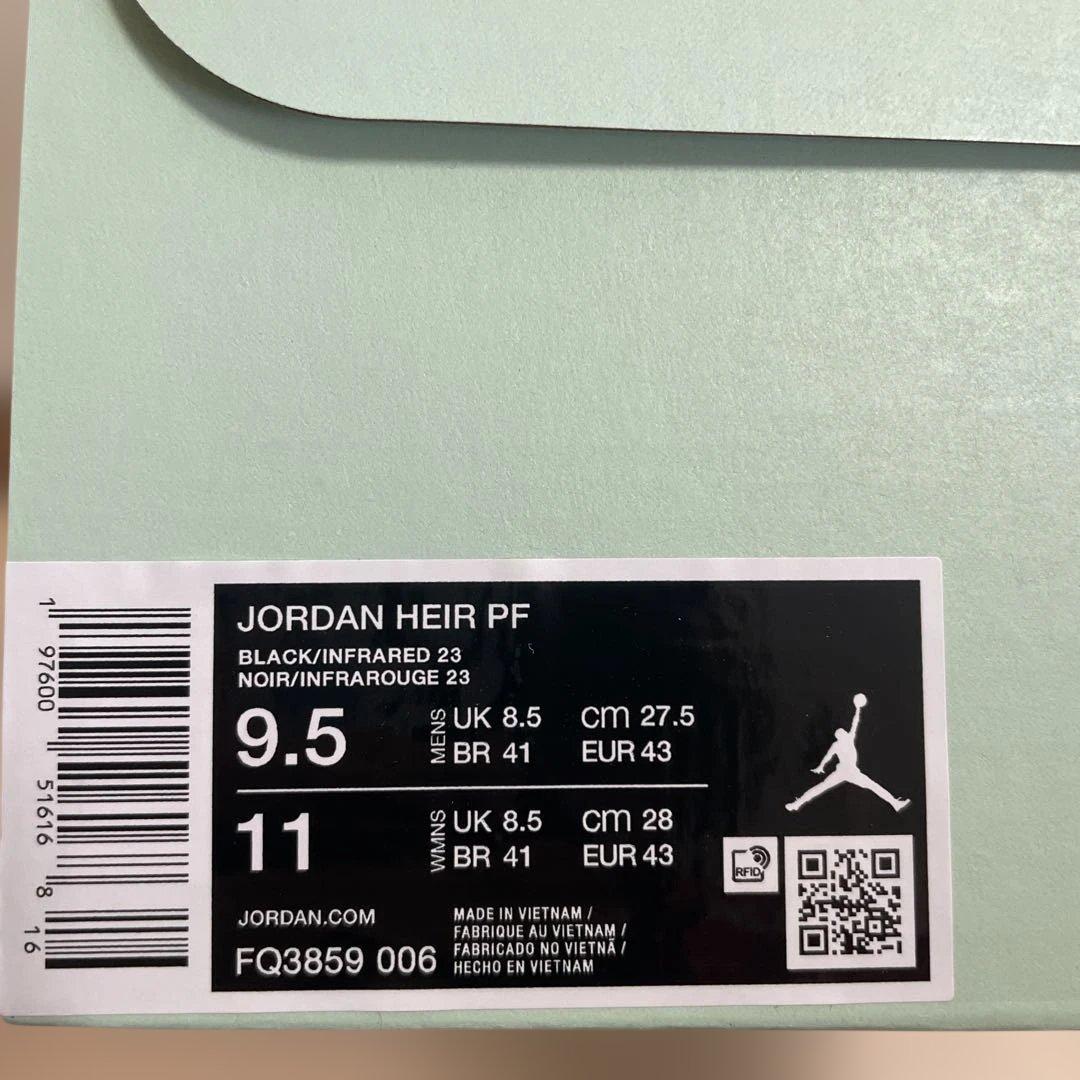 1 97600 51616 8 16
JORDAN HEIR PF
BLACK/INFRARED 23
NOIR/INFRAROUGE 23
9.5 MENS UK 8.5 cm 27.5
BR 41 EUR 43
11 WMNS UK 8.5 cm 28
BR 41 EUR 43
RFID
JORDAN.COM
FQ3859 006
MADE IN VIETNAM /
FABRIQUE AU VIETNAM /
FABRICADO NO VIETNÃ /
HECHO EN VIETNAM